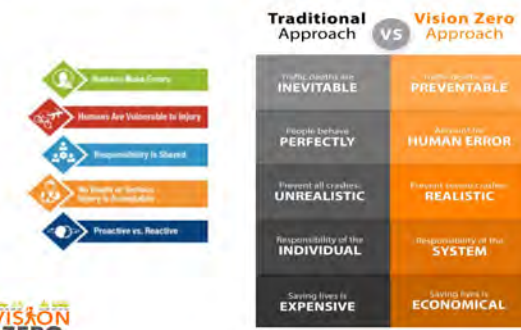 Traditional
Approach
VS
Vision Zero
Approach
Humans Make Errors
Humans Are Vulnerable to Injury
Responsibility Is Shared
No Death or Serious
Injury is Acceptable
Proactive vs. Reactive
Traffic deaths are
INEVITABLE
Traffic deaths are
PREVENTABLE
People behave
PERFECTLY
Account for
HUMAN ERROR
Prevent all crashes:
UNREALISTIC
Prevent serious crashes:
REALISTIC
Responsibility of the
INDIVIDUAL
Responsibility of the
SYSTEM
Saving lives is
EXPENSIVE
Saving lives is
ECONOMICAL
VISION
ZERO